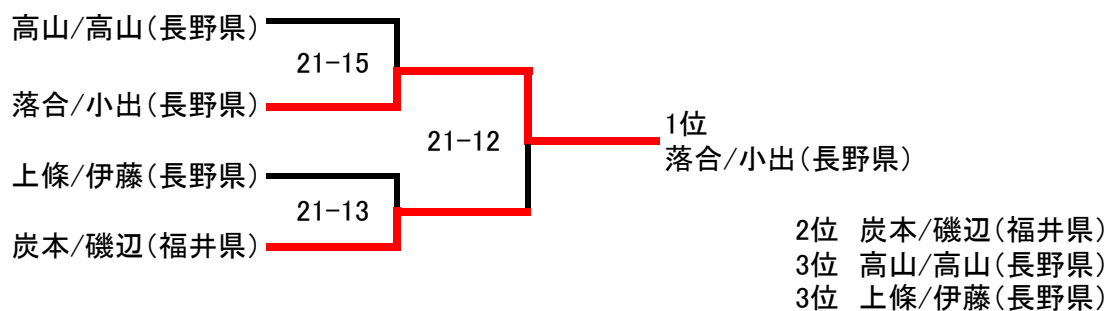 高山/高山(長野県)
21-15
落合/小出(長野県)
21-12
1位
落合/小出(長野県)
上條/伊藤(長野県)
21-13
炭本/磯辺(福井県)
2位 炭本/磯辺(福井県)
3位 高山/高山(長野県)
3位 上條/伊藤(長野県)